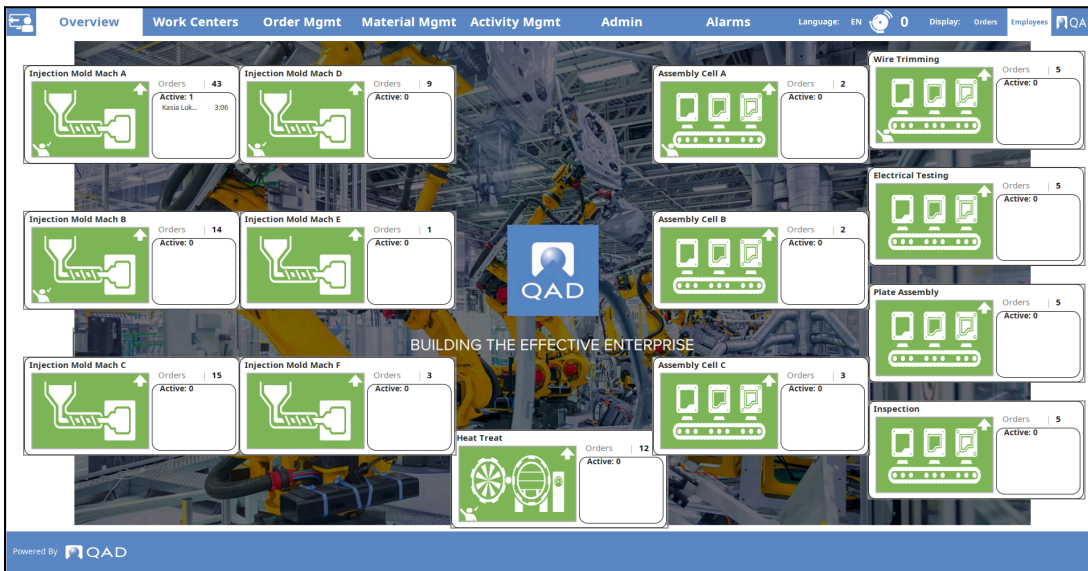 Overview Work Centers Order Mgmt Material Mgmt Activity Mgmt Admin Alarms Language: EN 0 Display: Orders Employees QA
Injection Mold Mach A
Orders | 43
Active: 1
Kasia Luk... 3:06
Injection Mold Mach D
Orders | 9
Active: 0
Assembly Cell A
Orders | 2
Active: 0
Wire Trimming
Orders | 5
Active: 0
Electrical Testing
Orders | 5
Active: 0
Injection Mold Mach B
Orders | 14
Active: 0
Injection Mold Mach E
Orders | 1
Active: 0
QAD
BUILDING THE EFFECTIVE ENTERPRISE
Assembly Cell B
Orders | 2
Active: 0
Plate Assembly
Orders | 5
Active: 0
Injection Mold Mach C
Orders | 15
Active: 0
Injection Mold Mach F
Orders | 3
Active: 0
Assembly Cell C
Orders | 3
Active: 0
Inspection
Orders | 5
Active: 0
Heat Treat
Orders | 12
Active: 0
Powered By QAD